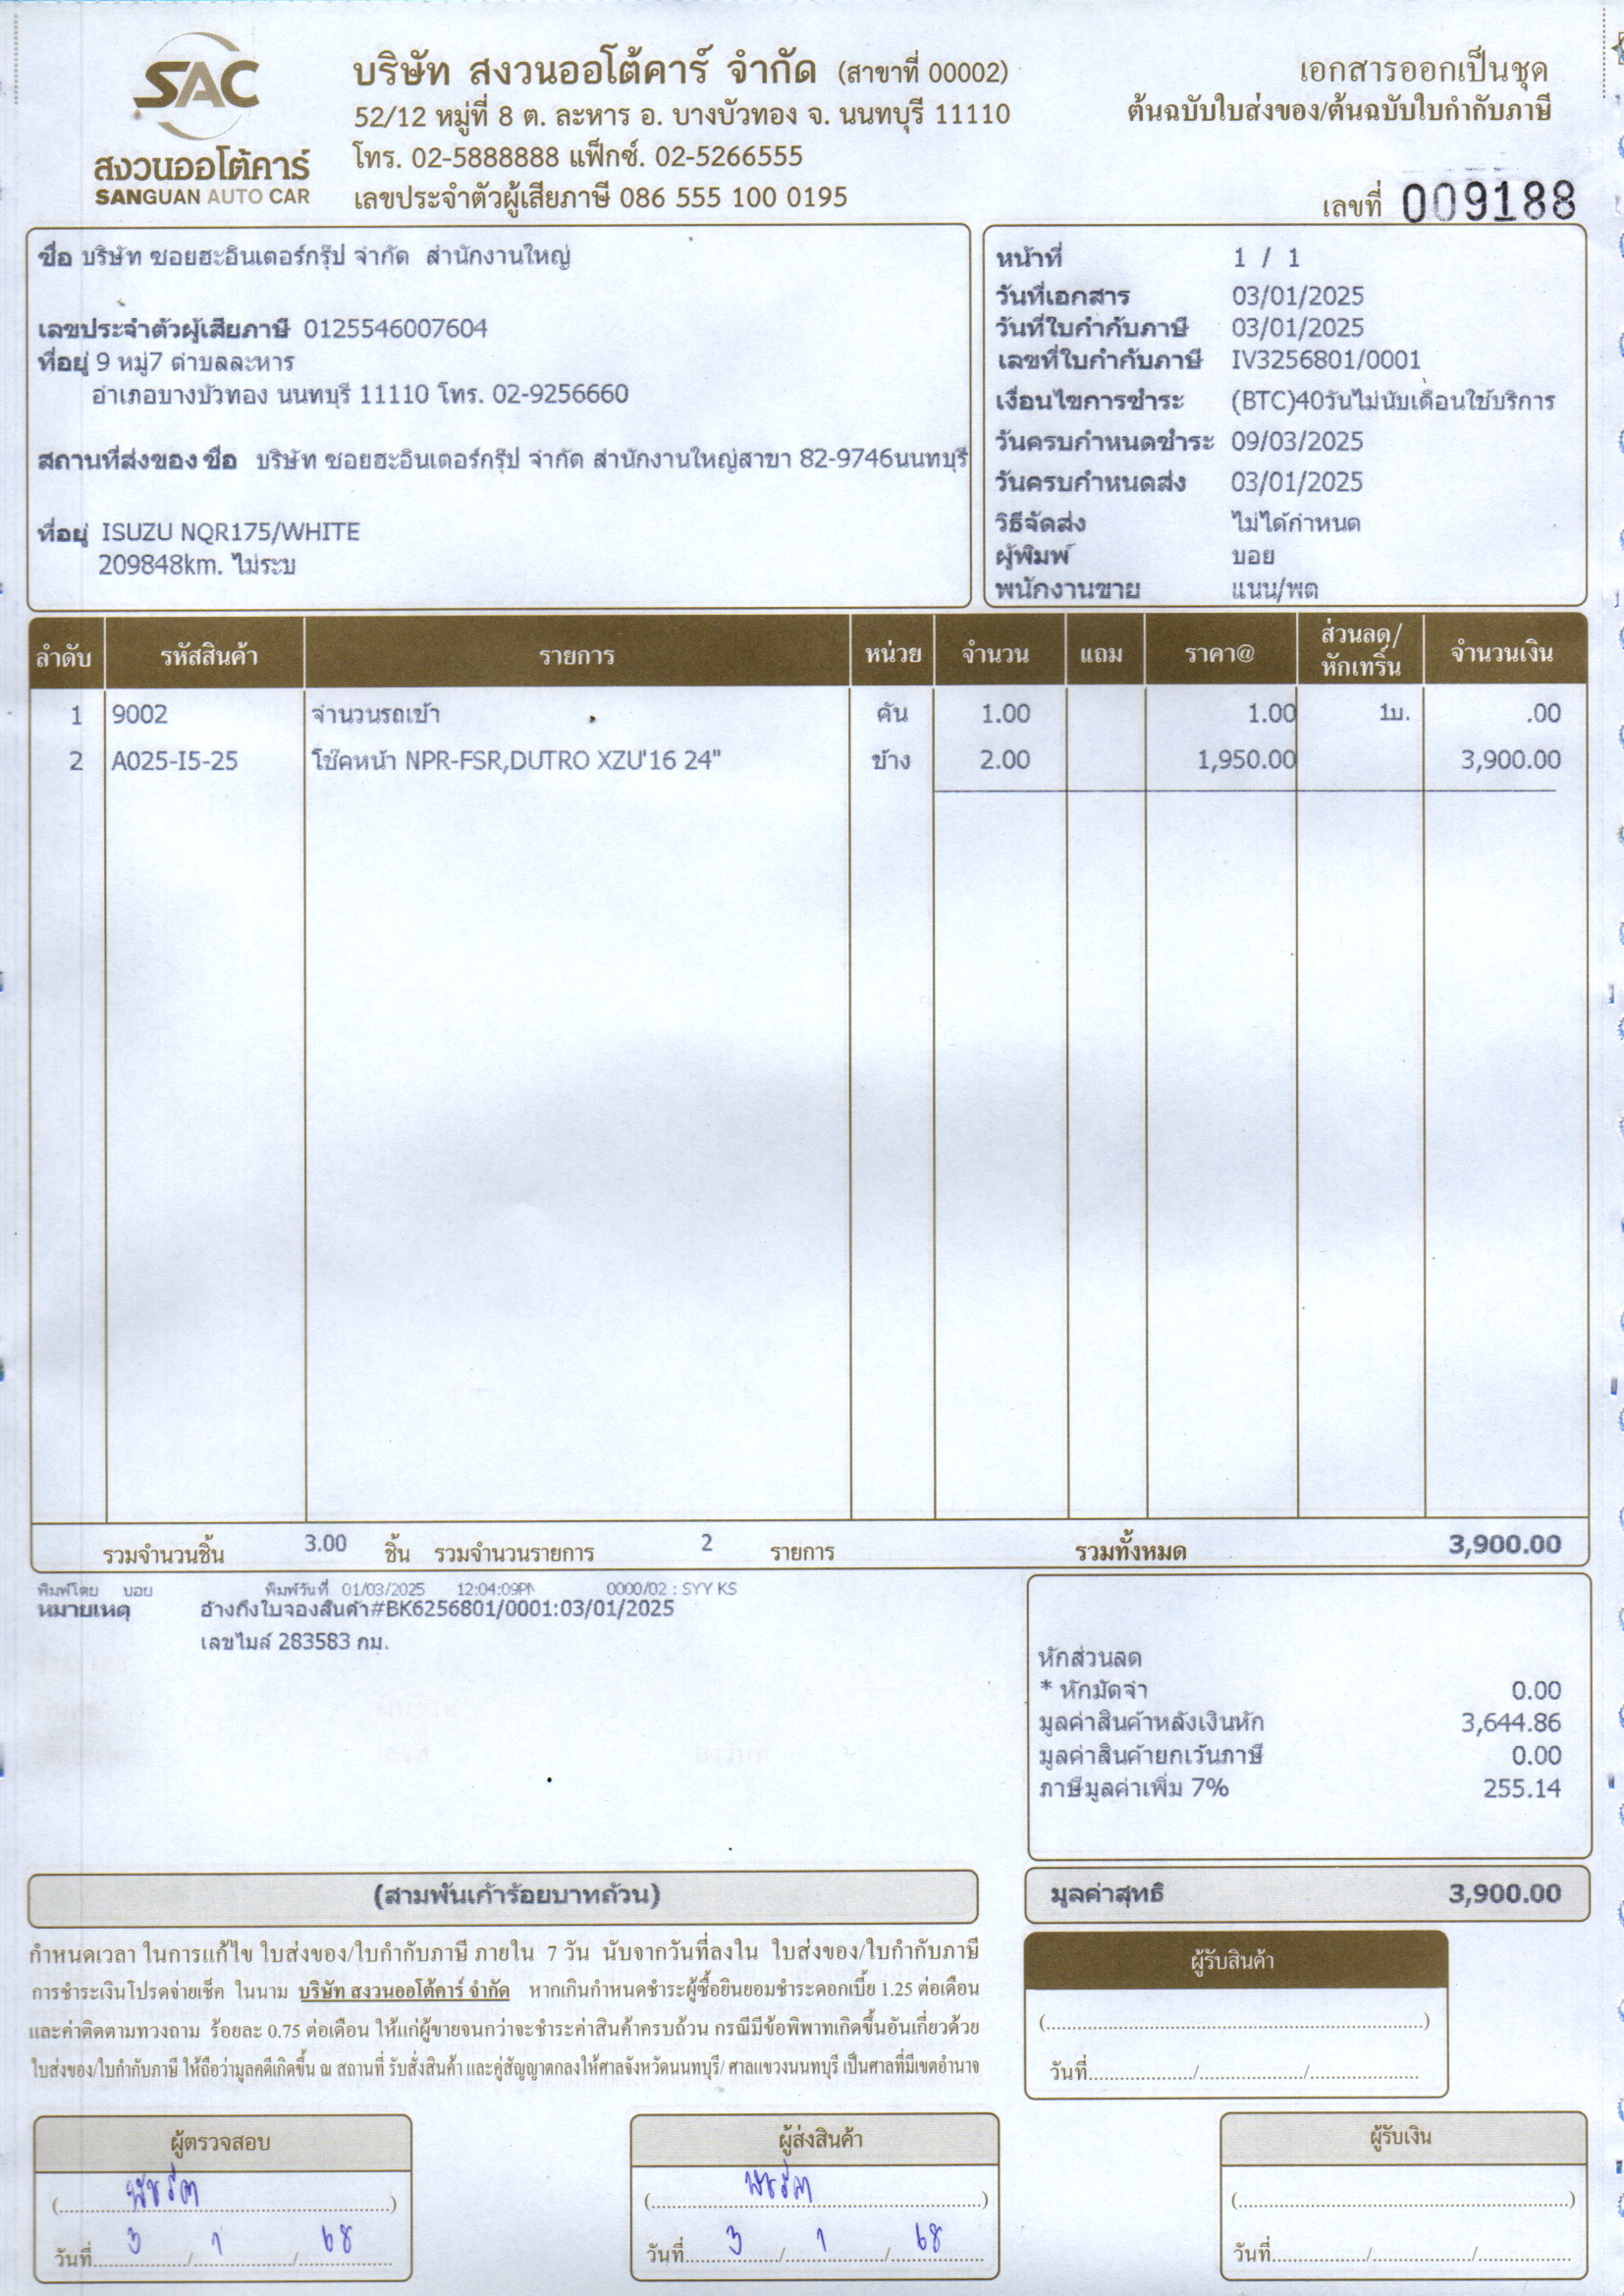 SAC
สงวนออโต้คาร์
SANGUAN AUTO CAR
บริษัท สงวนออโต้คาร์ จำกัด (สาขาที่ 00002)
52/12 หมู่ที่ 8 ต. ละหาร อ. บางบัวทอง จ. นนทบุรี 11110
โทร. 02-5888888 แฟ็กซ์. 02-5266555
เลขประจำตัวผู้เสียภาษี 086 555 100 0195
เอกสารออกเป็นชุด
ต้นฉบับใบส่งของ/ต้นฉบับใบกำกับภาษี
เลขที่ 009188
ชื่อ บริษัท ซอยฮะอินเตอร์กรุ๊ป จำกัด สำนักงานใหญ่
เลขประจำตัวผู้เสียภาษี 0125546007604
ที่อยู่ 9 หมู่7 ตำบลละหาร
อำเภอบางบัวทอง นนทบุรี 11110 โทร. 02-9256660
สถานที่ส่งของ ชื่อ บริษัท ซอยฮะอินเตอร์กรุ๊ป จำกัด สำนักงานใหญ่สาขา 82-9746นนทบุรี
ที่อยู่ ISUZU NQR175/WHITE
209848km. ไม่ระบ
หน้าที่ 1 / 1
วันที่เอกสาร 03/01/2025
วันที่ใบกำกับภาษี 03/01/2025
เลขที่ใบกำกับภาษี IV3256801/0001
เงื่อนไขการชำระ (BTC)40วันไม่นับเดือนใช้บริการ
วันครบกำหนดชำระ 09/03/2025
วันครบกำหนดส่ง 03/01/2025
วิธีจัดส่ง ไม่ได้กำหนด
ผู้พิมพ์ บอย
พนักงานขาย แนน/พต
ลำดับ รหัสสินค้า รายการ หน่วย จำนวน แถม ราคา@ ส่วนลด/หักเทริ์น จำนวนเงิน
1 9002 จำนวนรถเข้า คัน 1.00 1.00 1บ. .00
2 A025-I5-25 โช๊คหน้า NPR-FSR,DUTRO XZU'16 24" ข้าง 2.00 1,950.00 3,900.00
รวมจำนวนชิ้น 3.00 ชิ้น รวมจำนวนรายการ 2 รายการ รวมทั้งหมด 3,900.00
พิมพ์โดย บอย พิมพ์วันที่ 01/03/2025 12:04:09PM 0000/02 : SYY KS
หมายเหตุ อ้างถึงใบจองสินค้า#BK6256801/0001:03/01/2025
เลขไมล์ 283583 กม.
หักส่วนลด
* หักมัดจำ 0.00
มูลค่าสินค้าหลังเงินหัก 3,644.86
มูลค่าสินค้ายกเว้นภาษี 0.00
ภาษีมูลค่าเพิ่ม 7% 255.14
(สามพันเก้าร้อยบาทถ้วน)
มูลค่าสุทธิ 3,900.00
กำหนดเวลา ในการแก้ไข ใบส่งของ/ใบกำกับภาษี ภายใน 7 วัน นับจากวันที่ลงใน ใบส่งของ/ใบกำกับภาษี
การชำระเงินโปรดจ่ายเช็ค ในนาม บริษัท สงวนออโต้คาร์ จำกัด หากเกินกำหนดชำระผู้ซื้อยินยอมชำระดอกเบี้ย 1.25 ต่อเดือน
และค่าติดตามทวงถาม ร้อยละ 0.75 ต่อเดือน ให้แก่ผู้ขายจนกว่าจะชำระค่าสินค้าครบถ้วน กรณีมีข้อพิพาทเกิดขึ้นอันเกี่ยวด้วย
ใบส่งของ/ใบกำกับภาษี ให้ถือว่ามูลคดีเกิดขึ้น ณ สถานที่ รับสั่งสินค้า และคู่สัญญาตกลงให้ศาลจังหวัดนนทบุรี/ ศาลแขวงนนทบุรี เป็นศาลที่มีเขตอำนาจ
ผู้รับสินค้า
(..........)
วันที่........../........../..........
ผู้ตรวจสอบ
(พัชรีดา)
วันที่ 3 / 1 / 68
ผู้ส่งสินค้า
(พัชรีดา)
วันที่ 3 / 1 / 68
ผู้รับเงิน
(..........)
วันที่........../........../..........